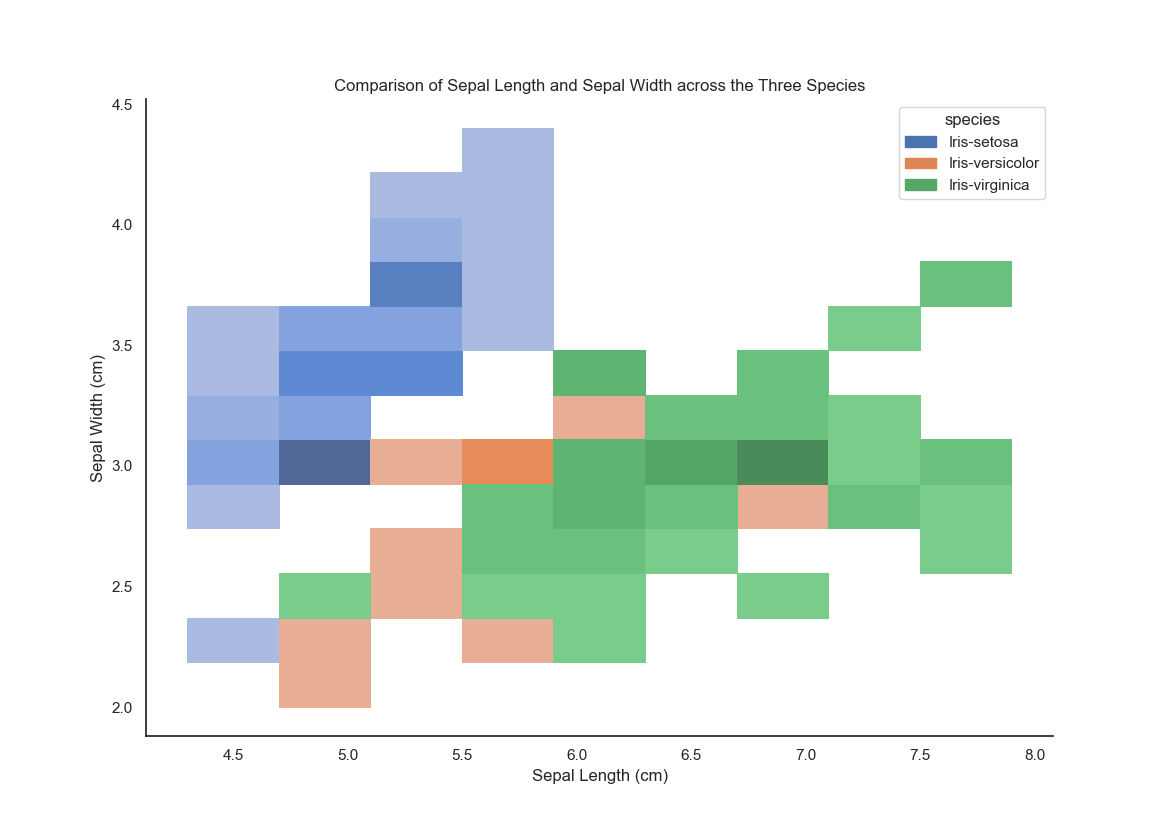 Comparison of Sepal Length and Sepal Width across the Three Species
4.5
4.0
3.5
3.0
2.5
2.0
Sepal Width (cm)
species
Iris-setosa
Iris-versicolor
Iris-virginica
4.5 5.0 5.5 6.0 6.5 7.0 7.5 8.0
Sepal Length (cm)